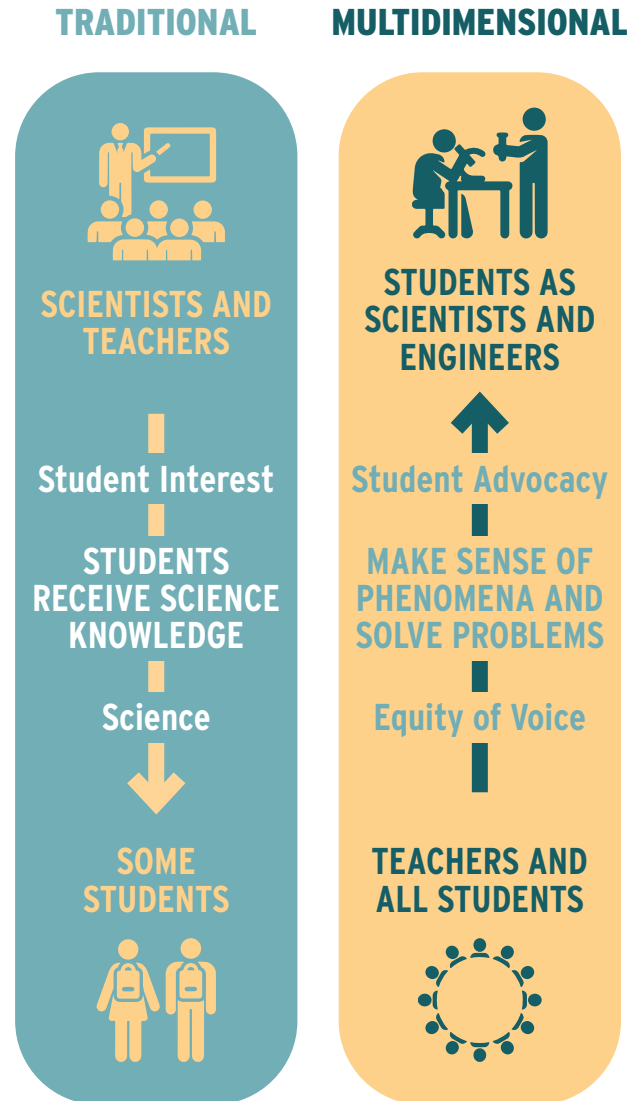 TRADITIONAL
SCIENTISTS AND
TEACHERS
Student Interest
STUDENTS
RECEIVE SCIENCE
KNOWLEDGE
Science
SOME
STUDENTS
MULTIDIMENSIONAL
STUDENTS AS
SCIENTISTS AND
ENGINEERS
Student Advocacy
MAKE SENSE OF
PHENOMENA AND
SOLVE PROBLEMS
Equity of Voice
TEACHERS AND
ALL STUDENTS